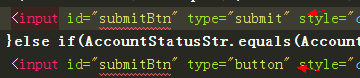 <input id="submitBtn" type="submit" style="
}else if(AccountStatusStr.equals(Accoun
<input id="submitBtn" type="button" style="